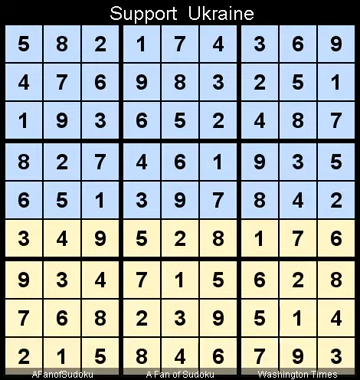 Support Ukraine
5 8 2 1 7 4 3 6 9
4 7 6 9 8 3 2 5 1
1 9 3 6 5 2 4 8 7
8 2 7 4 6 1 9 3 5
6 5 1 3 9 7 8 4 2
3 4 9 5 2 8 1 7 6
9 3 4 7 1 5 6 2 8
7 6 8 2 3 9 5 1 4
2 1 5 8 4 6 7 9 3
AFanofSudoku A Fan of Sudoku Washington Times